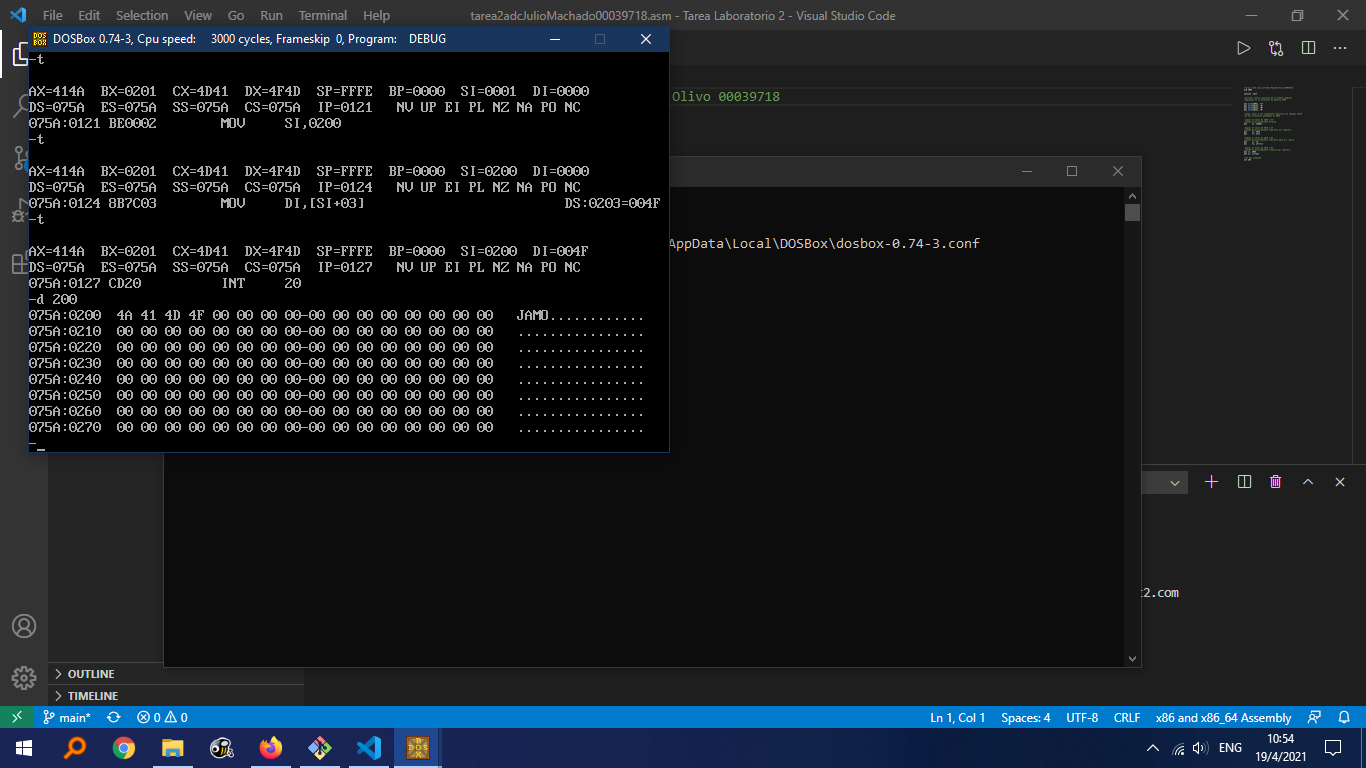 File Edit Selection View Go Run Terminal Help tarea2adcJulioMachado00039718.asm - Tarea Laboratorio 2 - Visual Studio Code
DOSBox 0.74-3, Cpu speed: 3000 cycles, Frameskip 0, Program: DEBUG
-t
AX=414A BX=0201 CX=4D41 DX=4F4D SP=FFFE BP=0000 SI=0001 DI=0000
DS=075A ES=075A SS=075A CS=075A IP=0121 NV UP EI PL NZ NA PO NC
075A:0121 BE0002 MOV SI,0200
-t
AX=414A BX=0201 CX=4D41 DX=4F4D SP=FFFE BP=0000 SI=0200 DI=0000
DS=075A ES=075A SS=075A CS=075A IP=0124 NV UP EI PL NZ NA PO NC
075A:0124 8B7C03 MOV DI,[SI+03] DS:0203=004F
-t
AX=414A BX=0201 CX=4D41 DX=4F4D SP=FFFE BP=0000 SI=0200 DI=004F
DS=075A ES=075A SS=075A CS=075A IP=0127 NV UP EI PL NZ NA PO NC
075A:0127 CD20 INT 20
-d 200
075A:0200 4A 41 4D 4F 00 00 00 00-00 00 00 00 00 00 00 00 JAMO............
075A:0210 00 00 00 00 00 00 00 00-00 00 00 00 00 00 00 00 ................
075A:0220 00 00 00 00 00 00 00 00-00 00 00 00 00 00 00 00 ................
075A:0230 00 00 00 00 00 00 00 00-00 00 00 00 00 00 00 00 ................
075A:0240 00 00 00 00 00 00 00 00-00 00 00 00 00 00 00 00 ................
075A:0250 00 00 00 00 00 00 00 00-00 00 00 00 00 00 00 00 ................
075A:0260 00 00 00 00 00 00 00 00-00 00 00 00 00 00 00 00 ................
075A:0270 00 00 00 00 00 00 00 00-00 00 00 00 00 00 00 00 ................
-_
Olivo 00039718
AppData\Local\DOSBox\dosbox-0.74-3.conf
2.com
OUTLINE
TIMELINE
main* 0 0 Ln 1, Col 1 Spaces: 4 UTF-8 CRLF x86 and x86_64 Assembly
DOS BOX ENG 10:54
19/4/2021